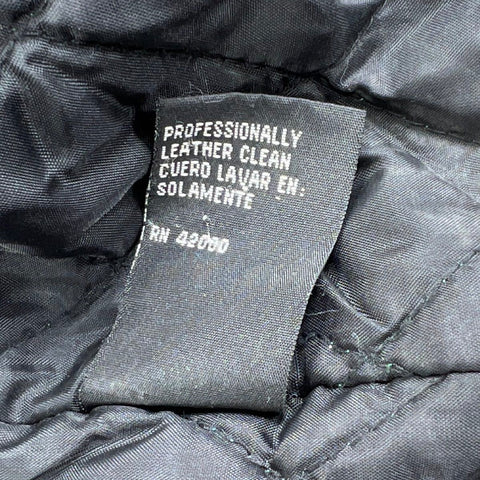 PROFESSIONALLY
LEATHER CLEAN
CUERO LAVAR EN:
SOLAMENTE
RN 42000